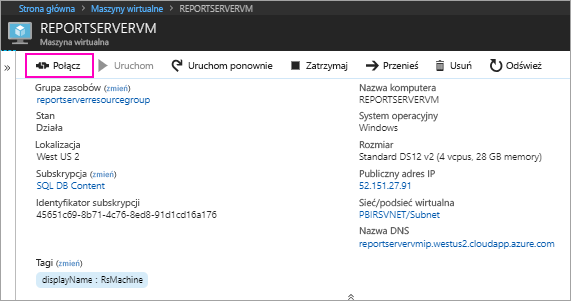 Strona główna > Maszyny wirtualne > REPORTSERVERVM
REPORTSERVERVM
Maszyna wirtualna
Połącz Uruchom Uruchom ponownie Zatrzymaj Przenieś Usuń Odśwież
Grupa zasobów (zmień)
reportserverresourcegroup
Stan
Działa
Lokalizacja
West US 2
Subskrypcja (zmień)
SQL DB Content
Identyfikator subskrypcji
45651c69-8b71-4c76-8ed8-91d1cd16a176
Nazwa komputera
REPORTSERVERVM
System operacyjny
Windows
Rozmiar
Standard DS12 v2 (4 vcpus, 28 GB memory)
Publiczny adres IP
52.151.27.91
Sieć/podsieć wirtualna
PBIRSVNET/Subnet
Nazwa DNS
reportservervmip.westus2.cloudapp.azure.com
Tagi (zmień)
displayName : RsMachine